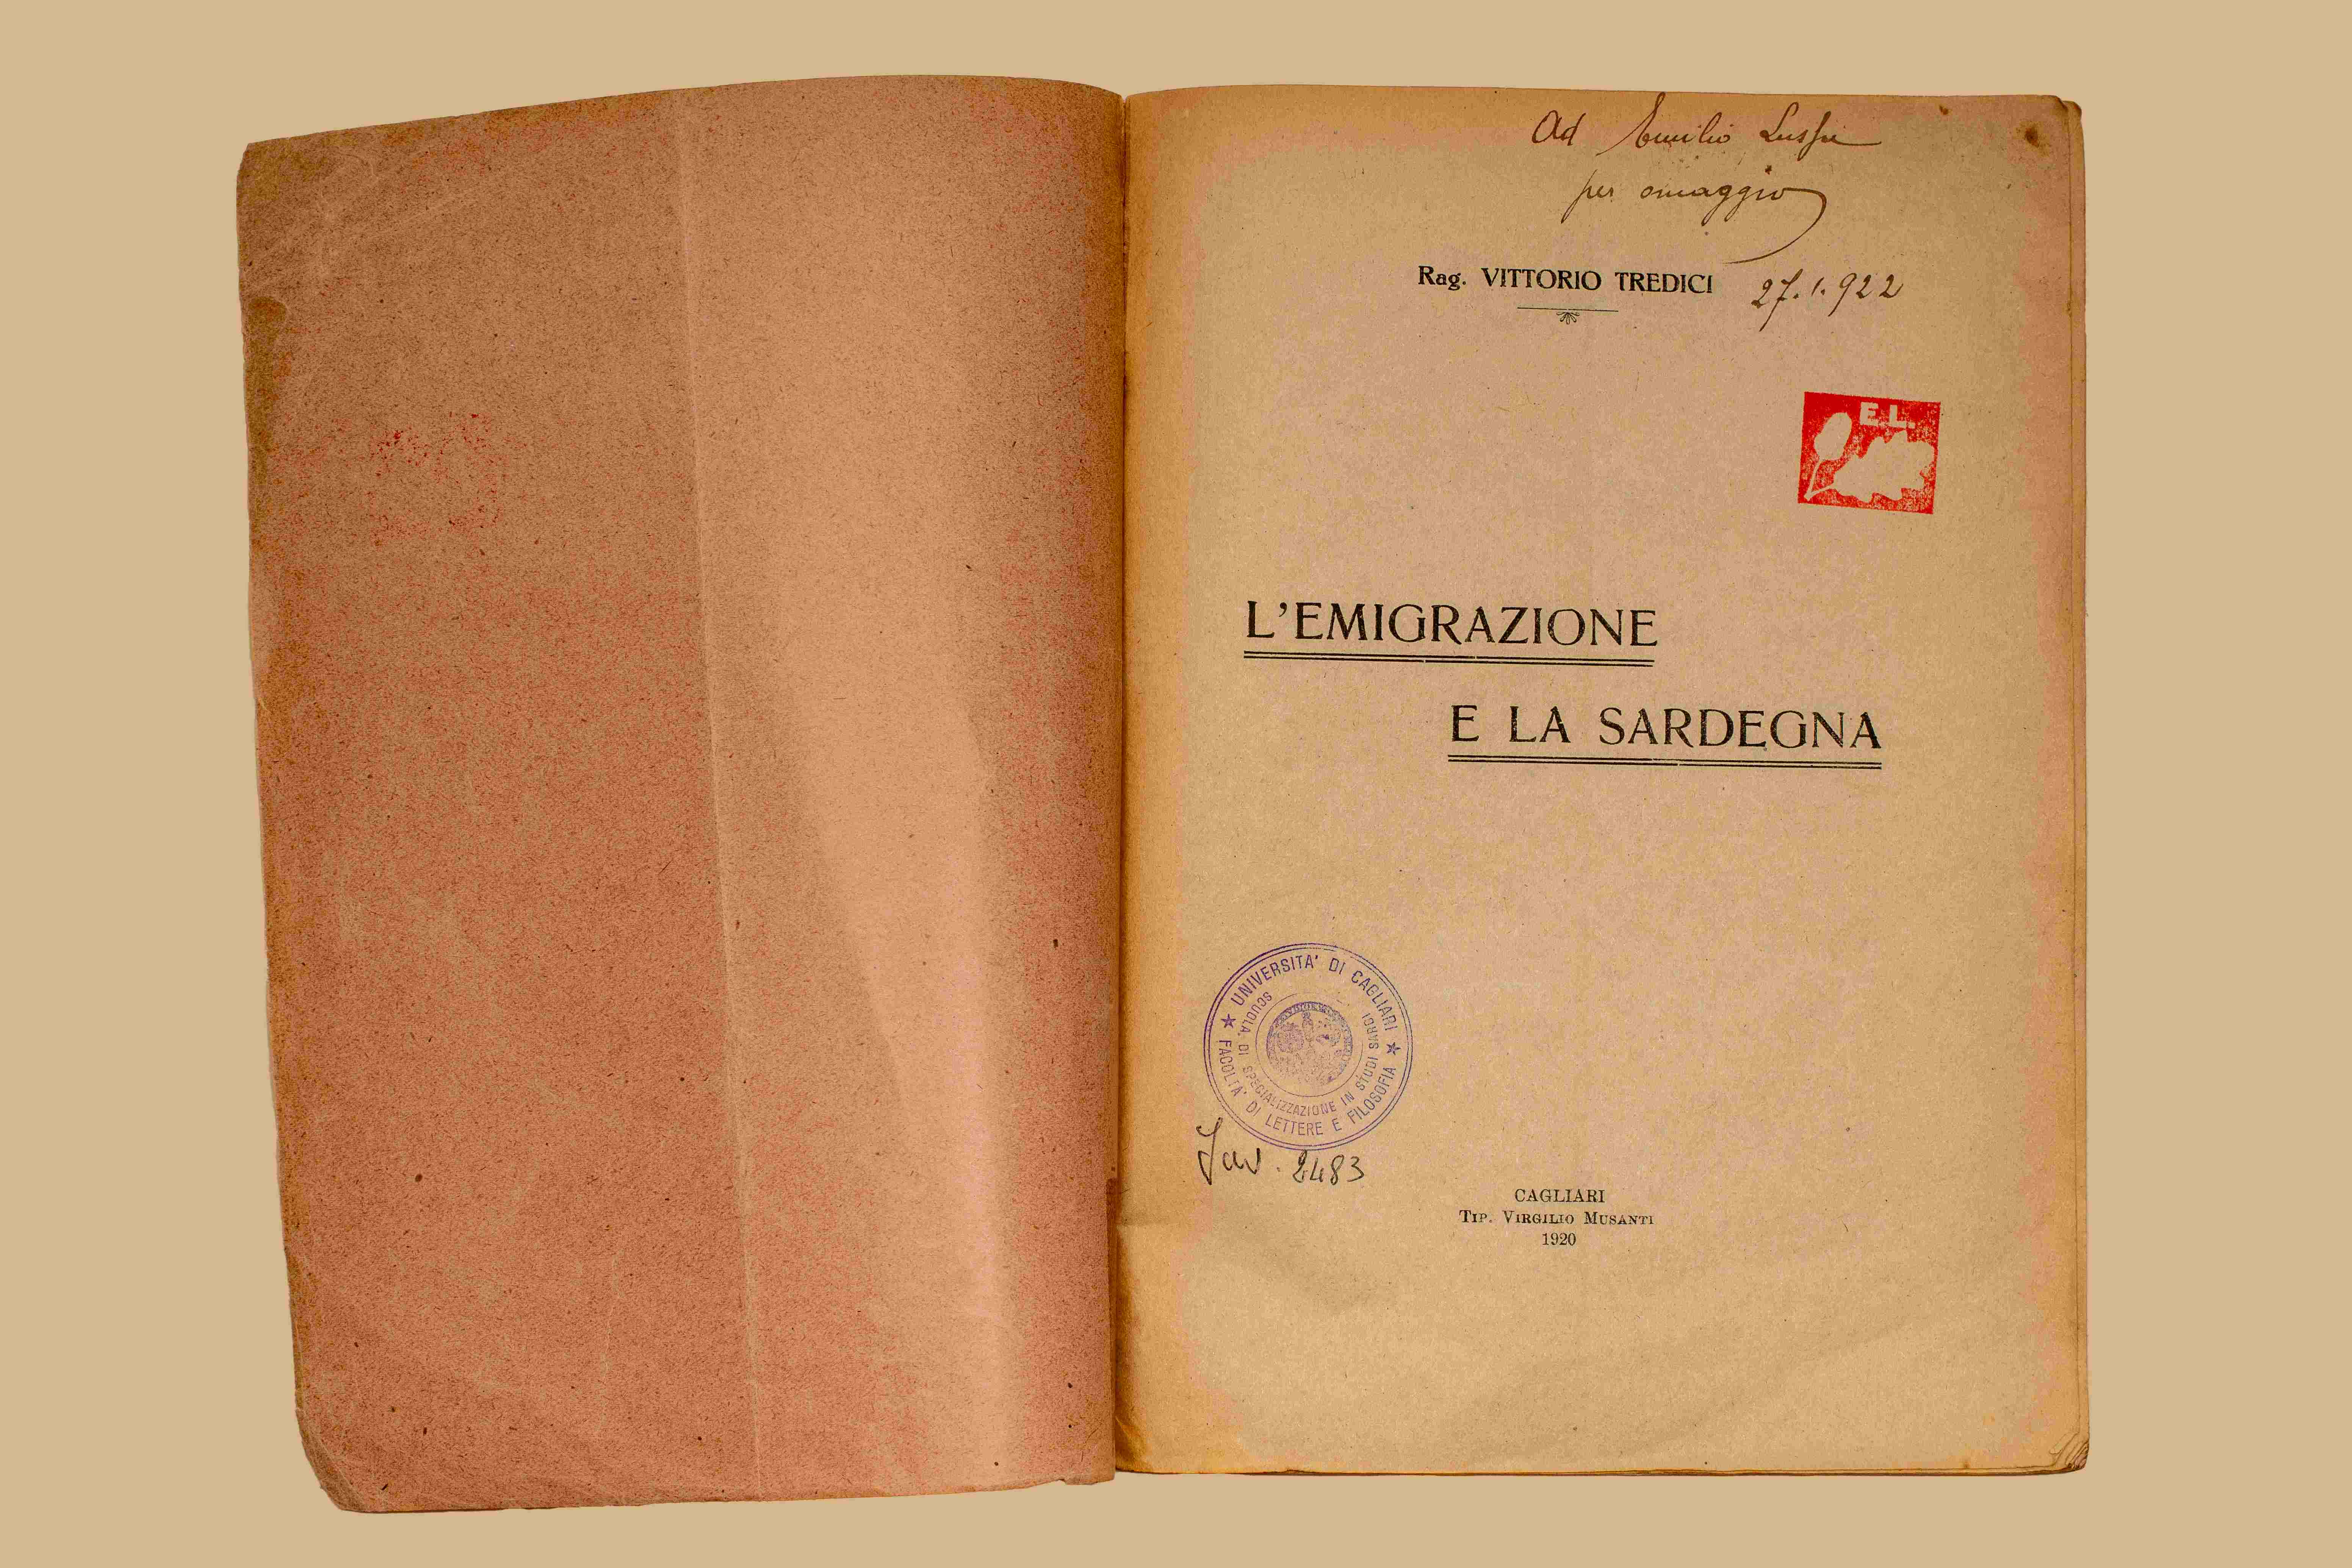 Ad Emilio Lussu
per omaggio
Rag. VITTORIO TREDICI
27.1.922
E.L.
L'EMIGRAZIONE
E LA SARDEGNA
★ UNIVERSITA' DI CAGLIARI ★
FACOLTA' DI LETTERE E FILOSOFIA
SCUOLA DI SPECIALIZZAZIONE IN STUDI SARDI
Inv. 2483
CAGLIARI
TIP. VIRGILIO MUSANTI
1920